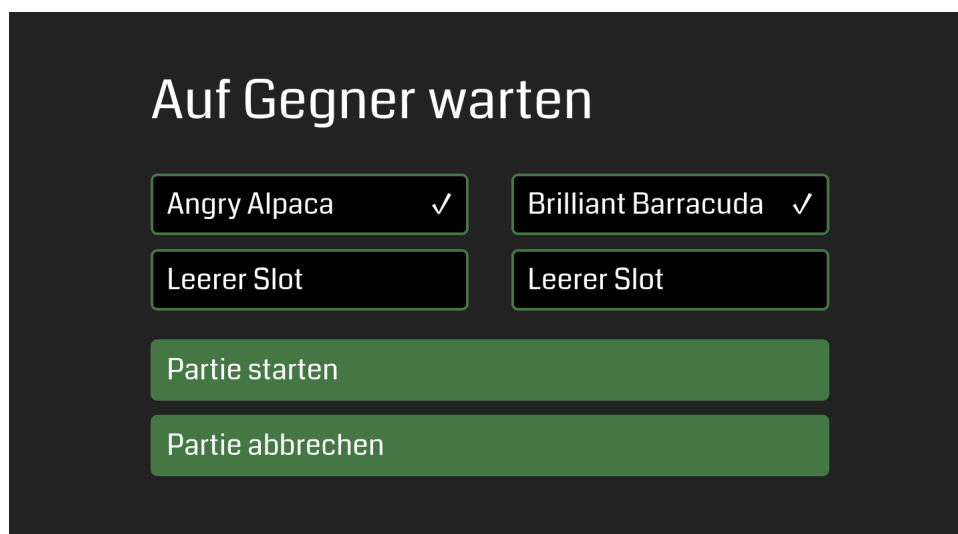 Auf Gegner warten
Angry Alpaca ✓
Brilliant Barracuda ✓
Leerer Slot
Leerer Slot
Partie starten
Partie abbrechen